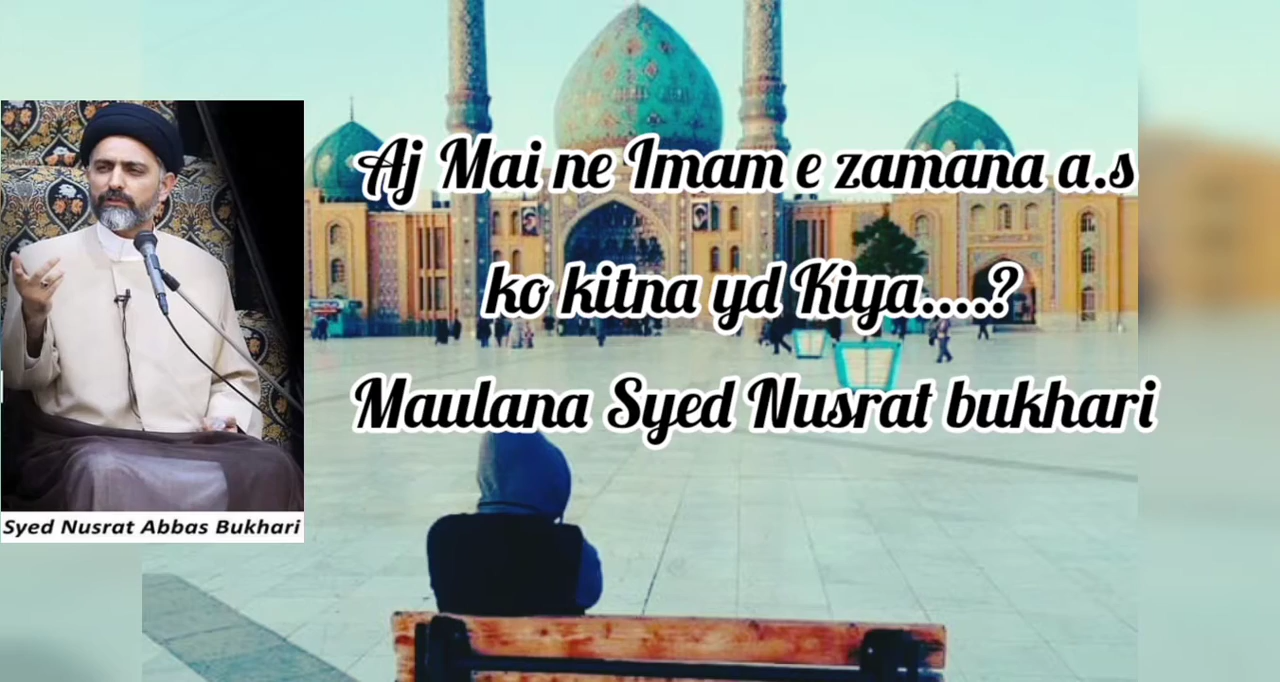 Aj Mai ne Imam e zamana a.s
ko kitna yd Kiya....?
Maulana Syed Nusrat bukhari
Syed Nusrat Abbas Bukhari